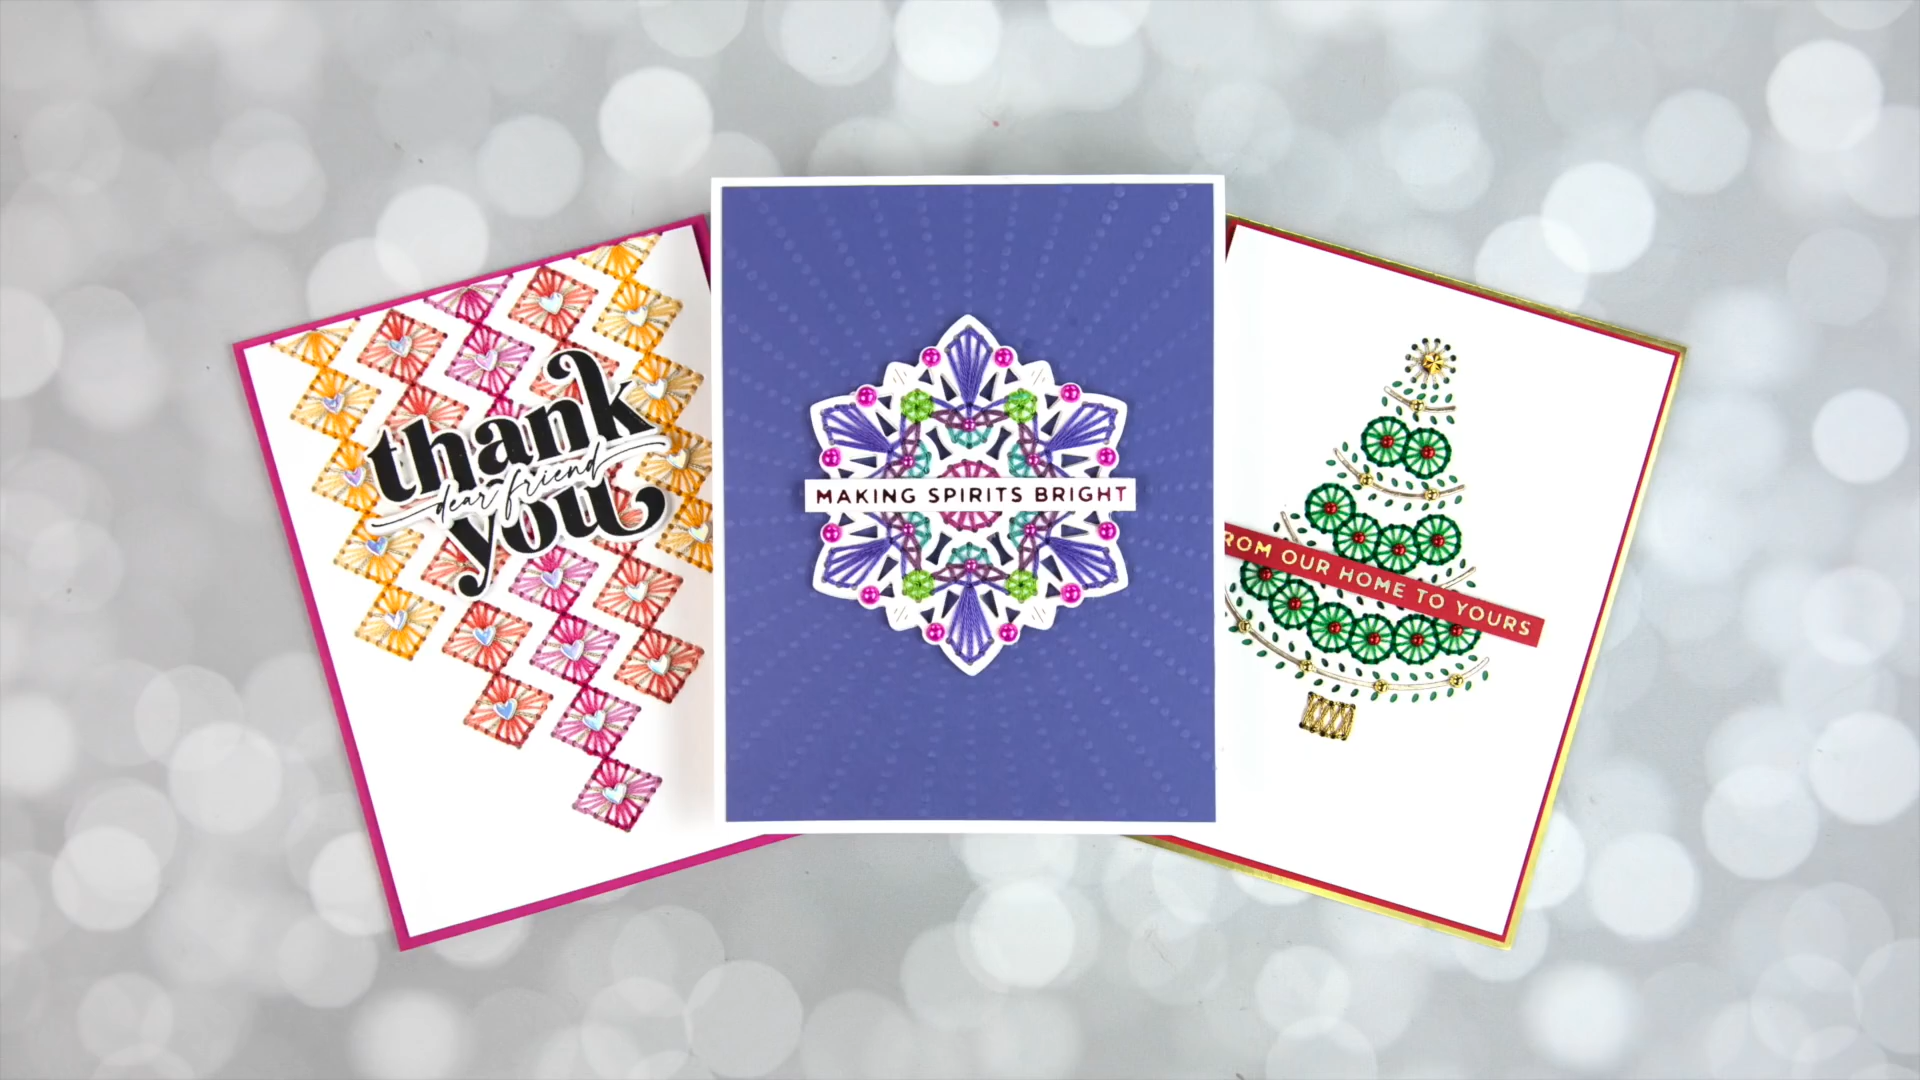 thank
dear friend
you
MAKING SPIRITS BRIGHT
ROM OUR HOME TO YOURS